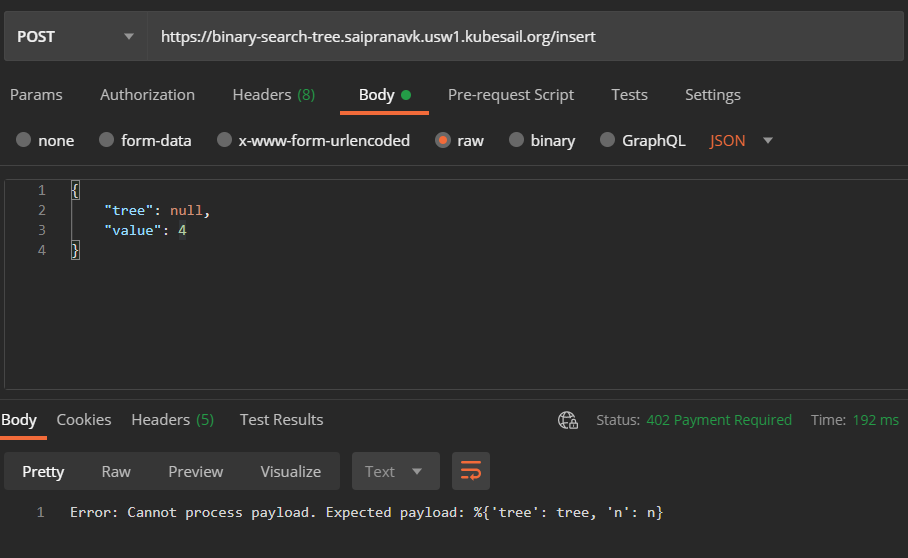 POST https://binary-search-tree.saipranavk.usw1.kubesail.org/insert
Params Authorization Headers (8) Body Pre-request Script Tests Settings
none form-data x-www-form-urlencoded raw binary GraphQL JSON
1 {
2 "tree": null,
3 "value": 4
4 }
Body Cookies Headers (5) Test Results Status: 402 Payment Required Time: 192 ms
Pretty Raw Preview Visualize Text
1 Error: Cannot process payload. Expected payload: %{'tree': tree, 'n': n}